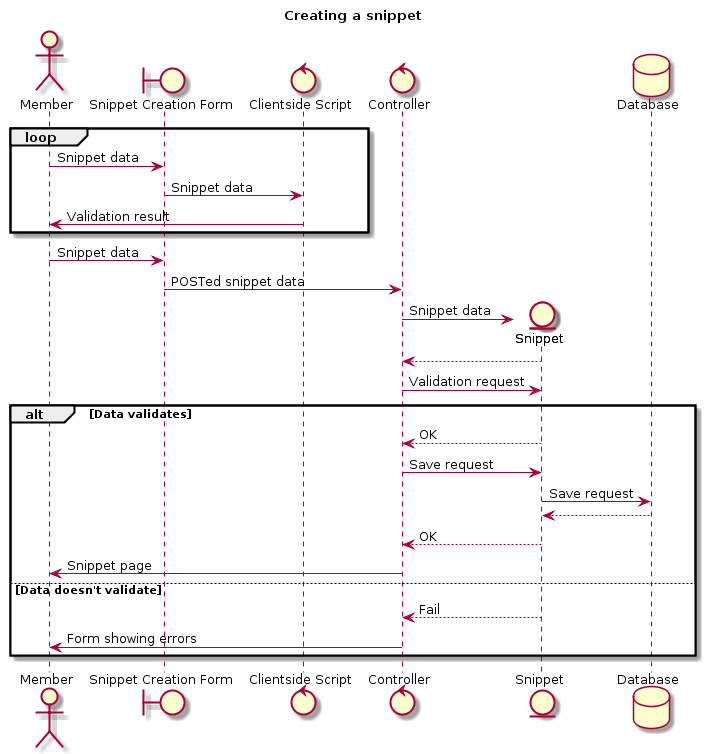 Creating a snippet
Member Snippet Creation Form Clientside Script Controller Database
loop
Snippet data
Snippet data
Validation result
Snippet data
POSTed snippet data
Snippet data
Snippet
Validation request
alt [Data validates]
OK
Save request
Save request
OK
Snippet page
[Data doesn't validate]
Fail
Form showing errors
Member Snippet Creation Form Clientside Script Controller Snippet Database